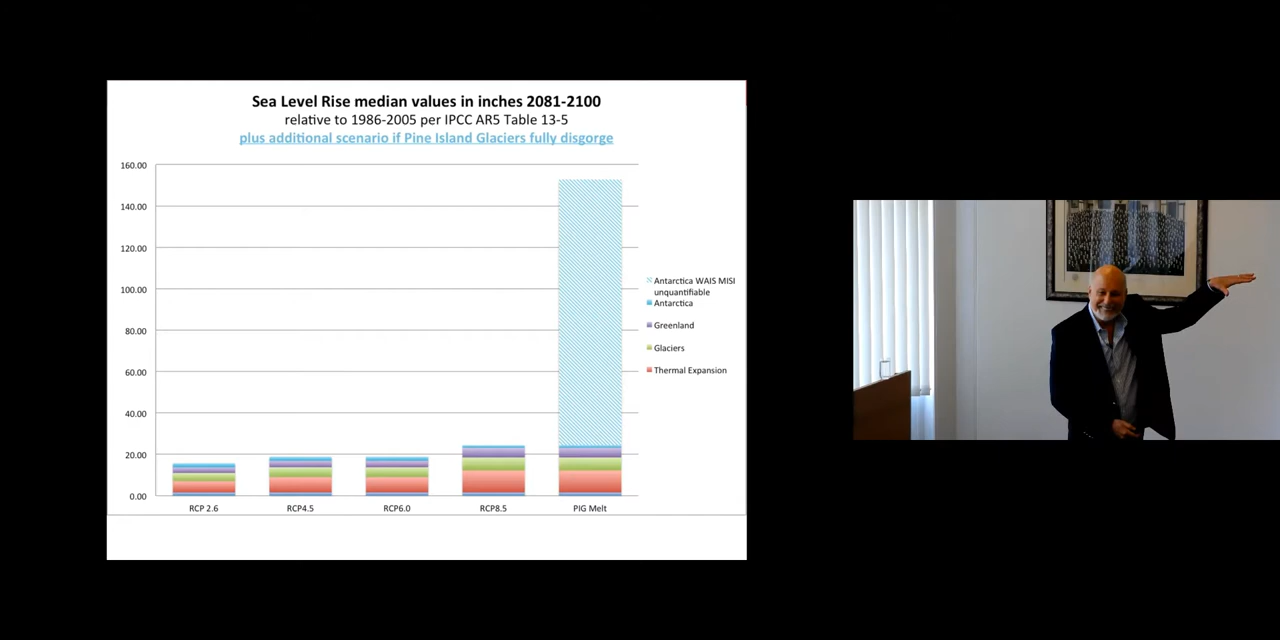 Sea Level Rise median values in inches 2081-2100
relative to 1986-2005 per IPCC AR5 Table 13-5
plus additional scenario if Pine Island Glaciers fully disgorge
160.00
140.00
120.00
100.00
80.00
60.00
40.00
20.00
0.00
RCP 2.6
RCP4.5
RCP6.0
RCP8.5
PIG Melt
Antarctica WAIS MISI
unquantifiable
Antarctica
Greenland
Glaciers
Thermal Expansion